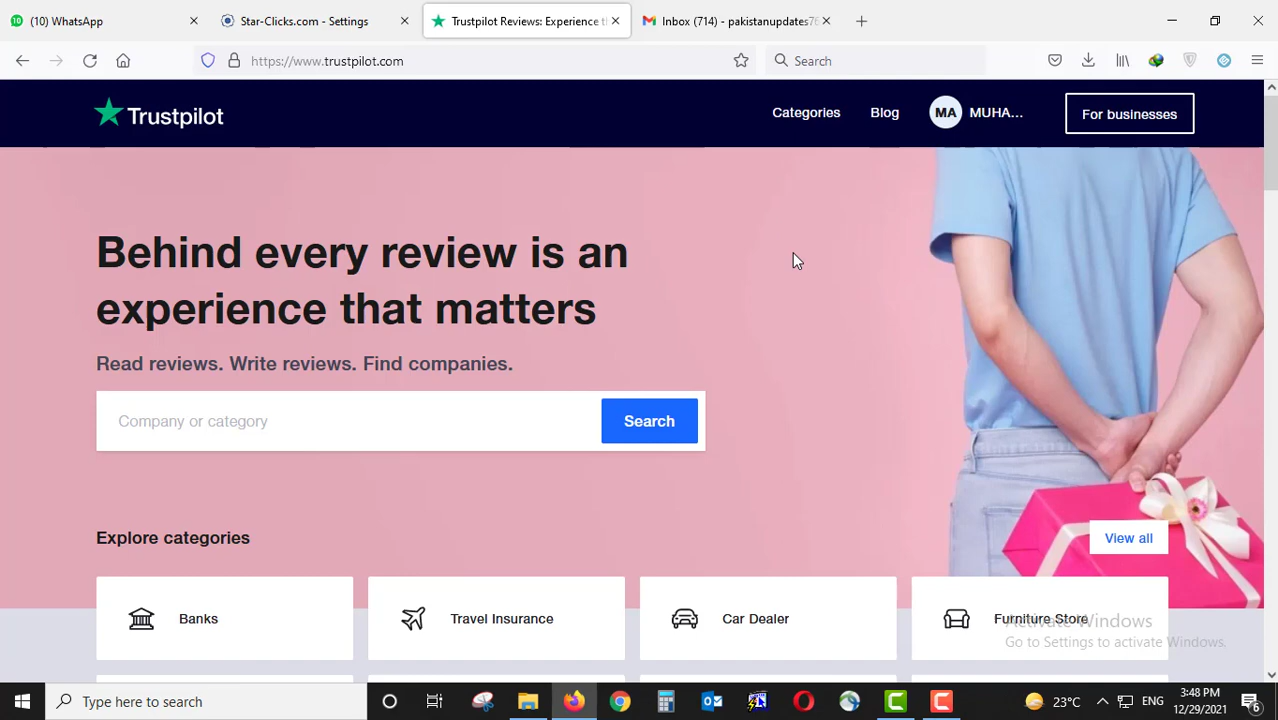 (10) WhatsApp
Star-Clicks.com - Settings
Trustpilot Reviews: Experience t
Inbox (714) - pakistanupdates76
https://www.trustpilot.com
Search
Trustpilot
Categories
Blog
MA
MUHA...
For businesses
Behind every review is an
experience that matters
Read reviews. Write reviews. Find companies.
Company or category
Search
Explore categories
View all
Banks
Travel Insurance
Car Dealer
Furniture Store
Activate Windows
Go to Settings to activate Windows.
Type here to search
23°C
ENG
3:48 PM
12/29/2021
6